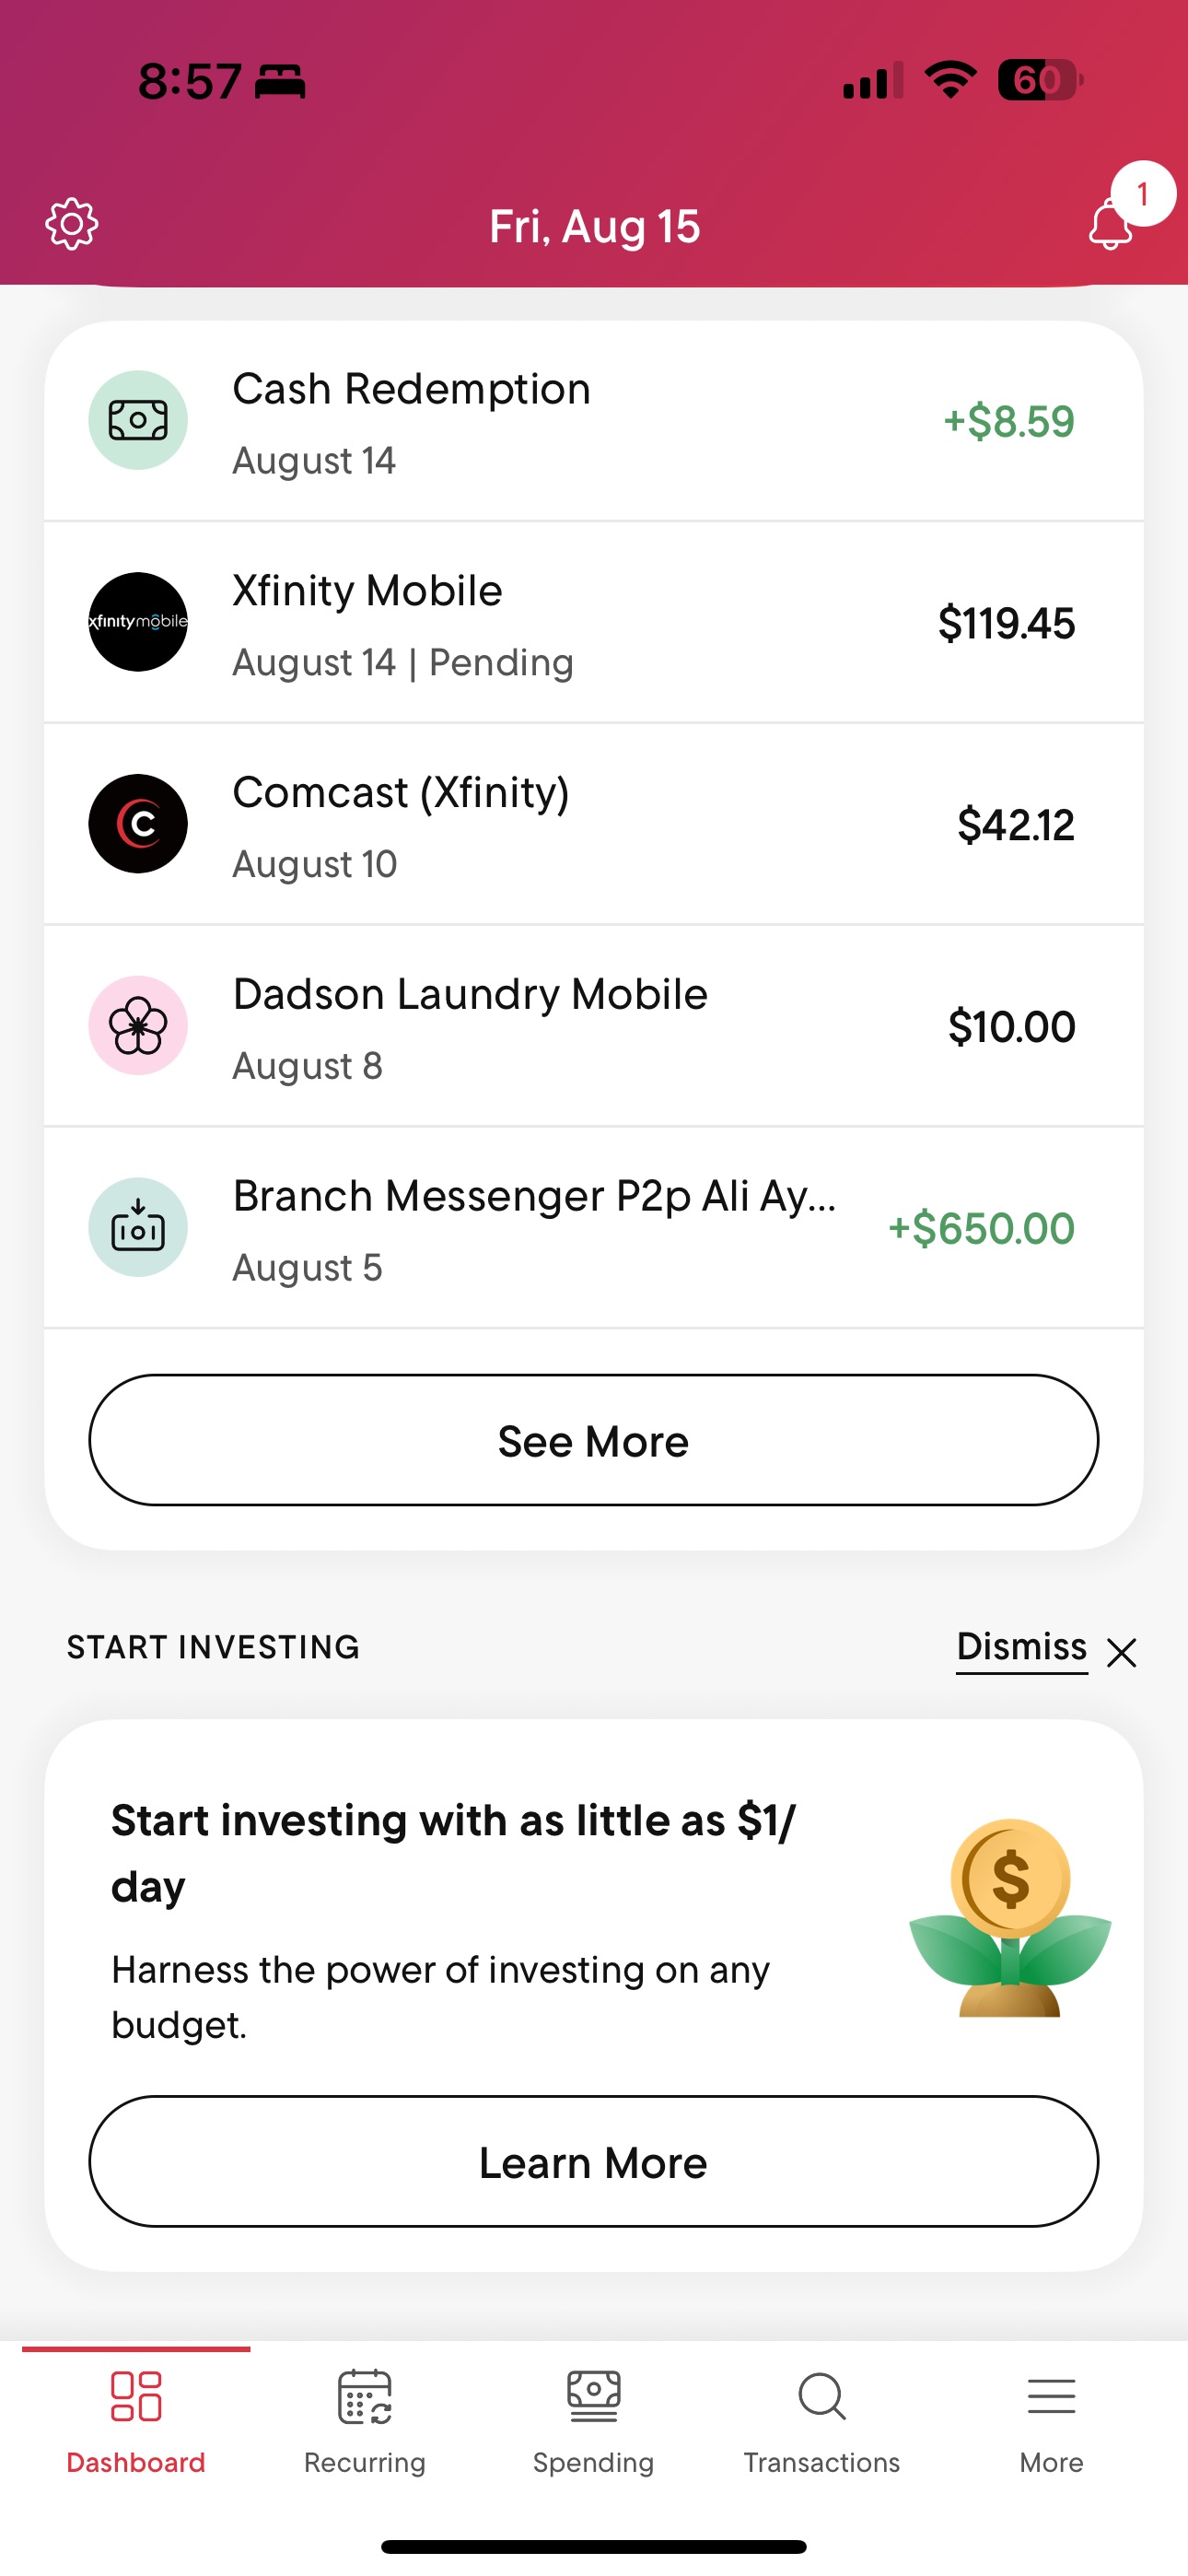 8:57
60
1
Fri, Aug 15
Cash Redemption
+$8.59
August 14
xfinitymobile
Xfinity Mobile
$119.45
August 14 | Pending
C
Comcast (Xfinity)
$42.12
August 10
Dadson Laundry Mobile
$10.00
August 8
Branch Messenger P2p Ali Ay...
+$650.00
August 5
See More
START INVESTING
Dismiss
Start investing with as little as $1/
day
$
Harness the power of investing on any
budget.
Learn More
Dashboard
Recurring
Spending
Transactions
More